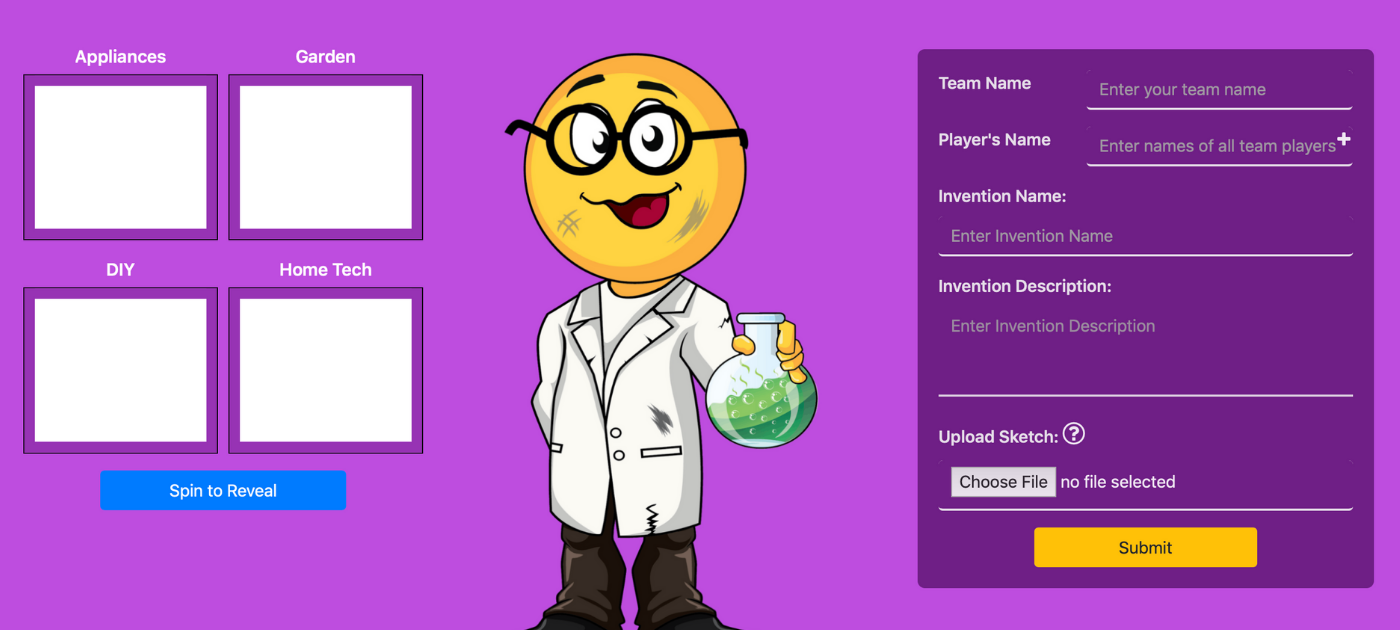 Appliances
Garden
DIY
Home Tech
Spin to Reveal
Team Name
Enter your team name
Player's Name
Enter names of all team players
Invention Name:
Enter Invention Name
Invention Description:
Enter Invention Description
Upload Sketch: ?
Choose File no file selected
Submit